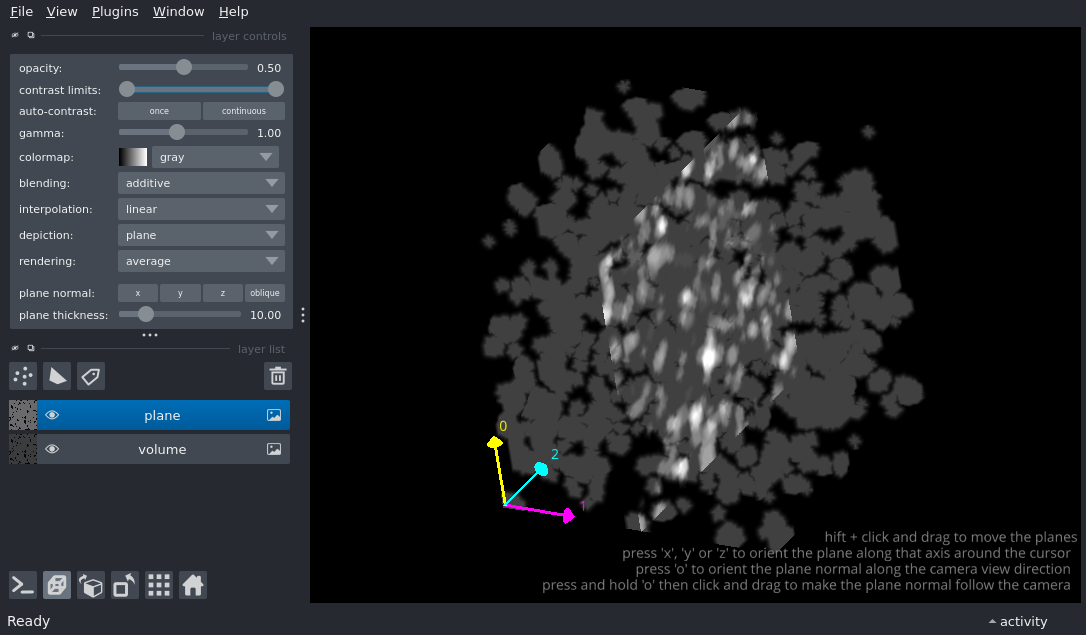 File View Plugins Window Help
layer controls
opacity: 0.50
contrast limits:
auto-contrast: once continuous
gamma: 1.00
colormap: gray
blending: additive
interpolation: linear
depiction: plane
rendering: average
plane normal: x y z oblique
plane thickness: 10.00
layer list
plane
volume
0
2
1
hift + click and drag to move the planes
press 'x', 'y' or 'z' to orient the plane along that axis around the cursor
press 'o' to orient the plane normal along the camera view direction
press and hold 'o' then click and drag to make the plane normal follow the camera
Ready
activity